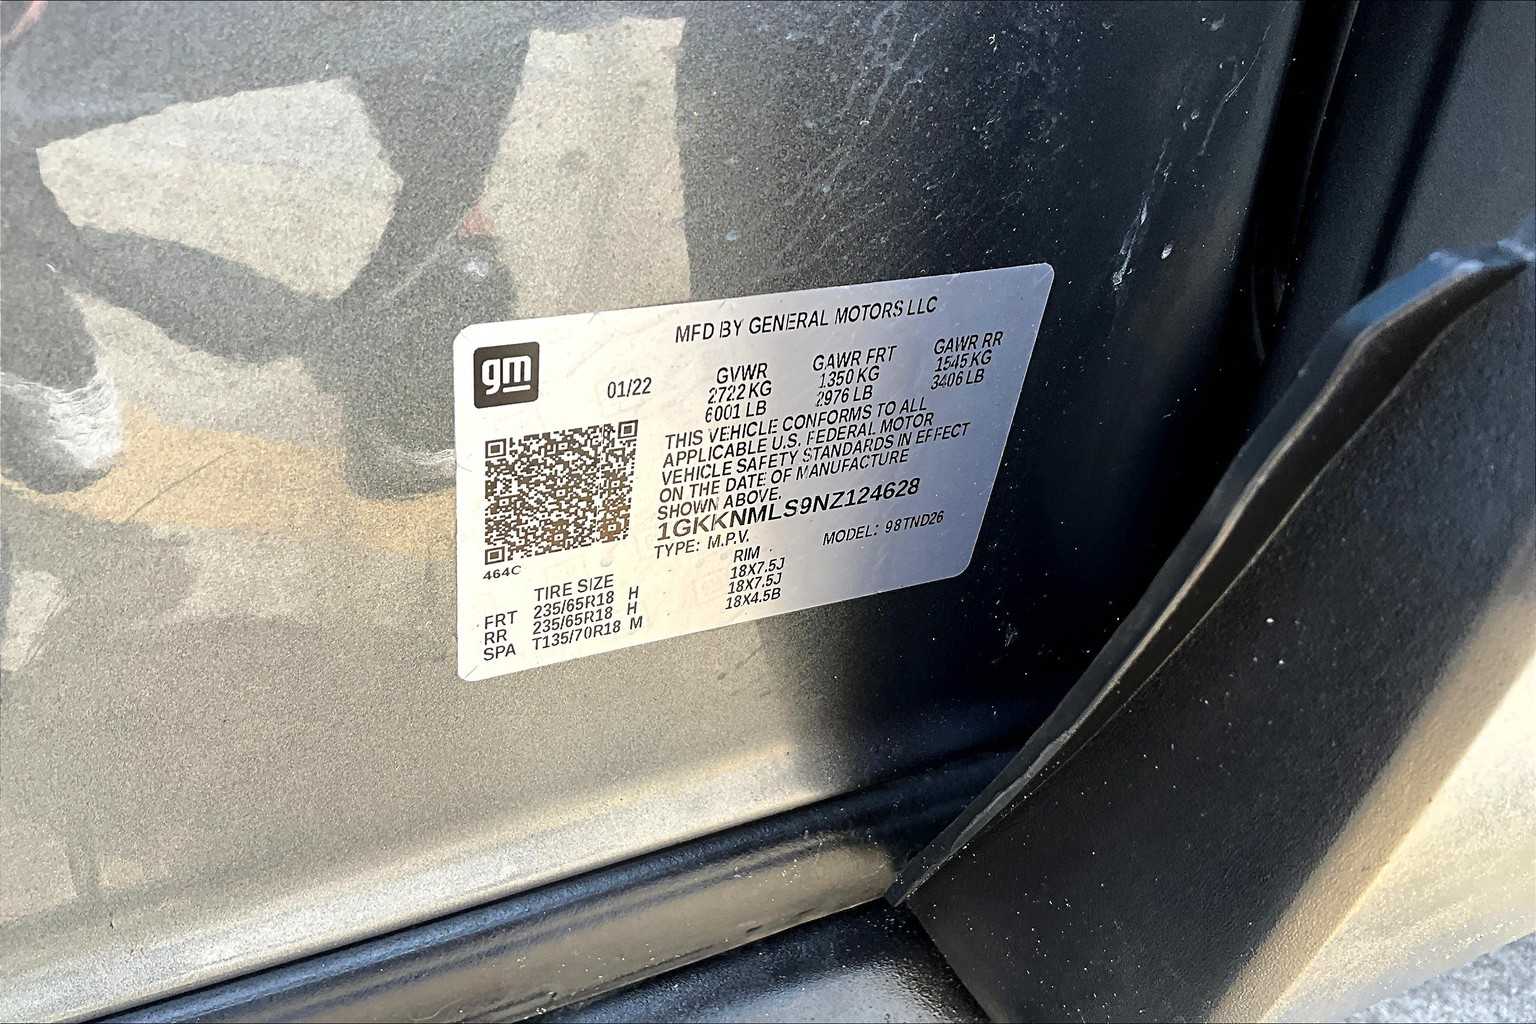 MFD BY GENERAL MOTORS LLC
gm
01/22
GVWR
2722 KG
6001 LB
GAWR FRT
1350 KG
2976 LB
GAWR RR
1545 KG
3406 LB
THIS VEHICLE CONFORMS TO ALL
APPLICABLE U.S. FEDERAL MOTOR
VEHICLE SAFETY STANDARDS IN EFFECT
ON THE DATE OF MANUFACTURE
SHOWN ABOVE.
1GKKNMLS9NZ124628
TYPE: M.P.V. MODEL: 98TND26
464C
TIRE SIZE RIM
FRT 235/65R18 H 18X7.5J
RR 235/65R18 H 18X7.5J
SPA T135/70R18 M 18X4.5B